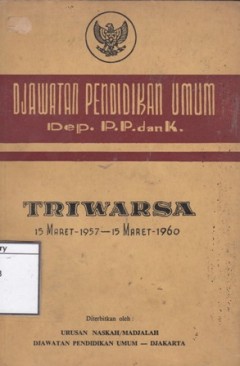 DJAWATAN PENDIDIKAN UMUM
Dep. P.P. dan K.
TRIWARSA
15 MARET-1957—15 MARET-1960
Diterbitkan oleh :
URUSAN NASKAH/MADJALAH
DJAWATAN PENDIDIKAN UMUM — DJAKARTA